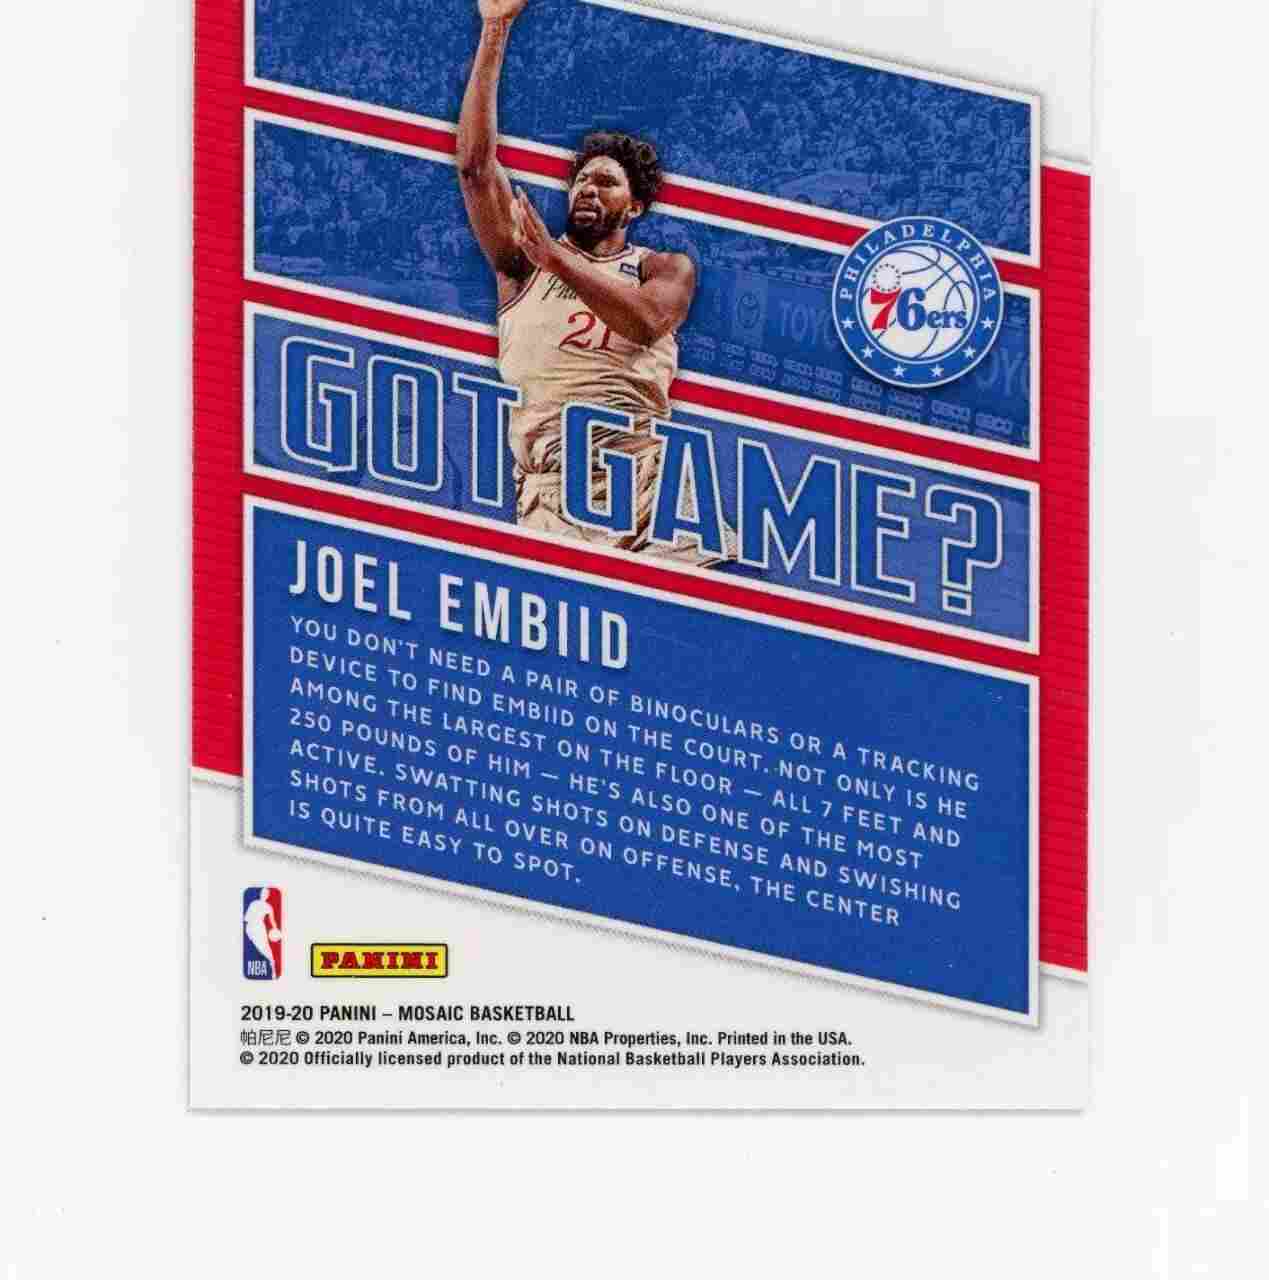 PHILADELPHIA
76ers
21
TOYO
GOT GAME?
JOEL EMBIID
YOU DON'T NEED A PAIR OF BINOCULARS OR A TRACKING
DEVICE TO FIND EMBIID ON THE COURT. NOT ONLY IS HE
AMONG THE LARGEST ON THE FLOOR — ALL 7 FEET AND
250 POUNDS OF HIM — HE'S ALSO ONE OF THE MOST
ACTIVE. SWATTING SHOTS ON DEFENSE AND SWISHING
SHOTS FROM ALL OVER ON OFFENSE, THE CENTER
IS QUITE EASY TO SPOT.
NBA
PANINI
2019-20 PANINI – MOSAIC BASKETBALL
帕尼尼 © 2020 Panini America, Inc. © 2020 NBA Properties, Inc. Printed in the USA.
© 2020 Officially licensed product of the National Basketball Players Association.